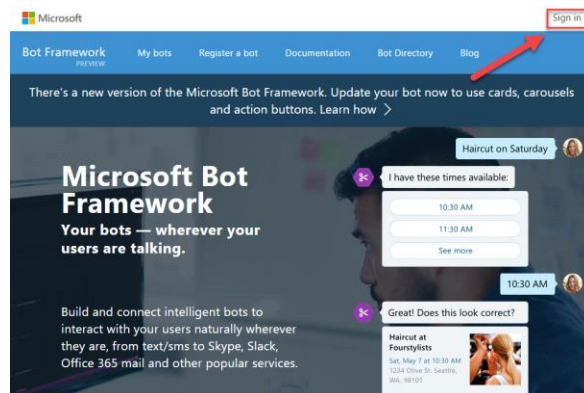 Microsoft
Sign in
Bot Framework
PREVIEW
My bots
Register a bot
Documentation
Bot Directory
Blog
There's a new version of the Microsoft Bot Framework. Update your bot now to use cards, carousels
and action buttons. Learn how >
Microsoft Bot
Framework
Your bots — wherever your
users are talking.
Build and connect intelligent bots to
interact with your users naturally wherever
they are, from text/sms to Skype, Slack,
Office 365 mail and other popular services.
Haircut on Saturday
I have these times available:
10:30 AM
11:30 AM
See more
10:30 AM
Great! Does this look correct?
Haircut at
Fourstylists
Sat, May 7 at 10:30 AM
1234 Olive St. Seattle,
WA, 98101